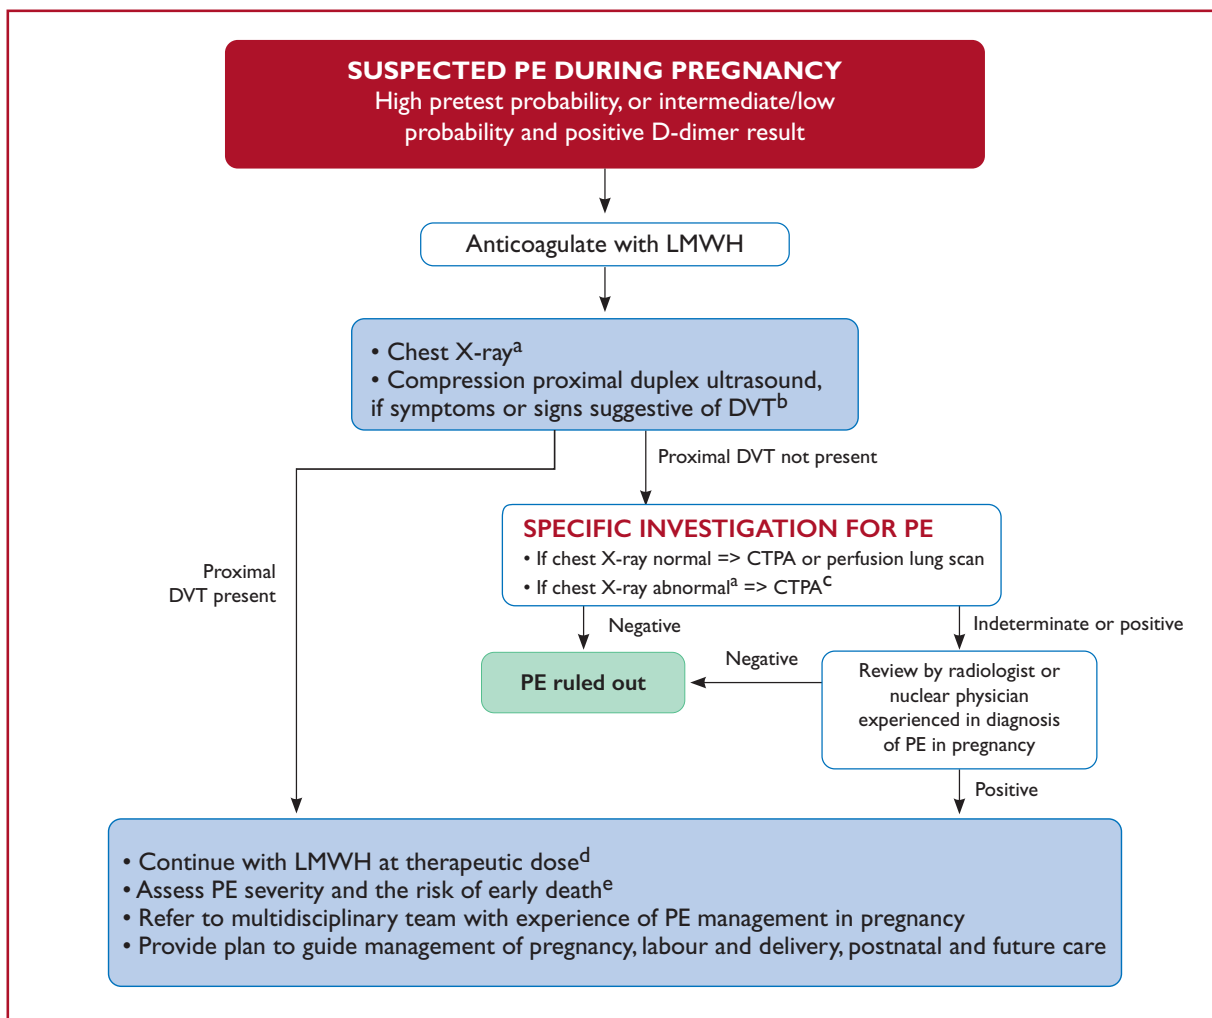 SUSPECTED PE DURING PREGNANCY
High pretest probability, or intermediate/low
probability and positive D-dimer result
Anticoagulate with LMWH
• Chest X-rayᵃ
• Compression proximal duplex ultrasound,
if symptoms or signs suggestive of DVTᵇ
Proximal DVT not present
SPECIFIC INVESTIGATION FOR PE
• If chest X-ray normal => CTPA or perfusion lung scan
• If chest X-ray abnormalᵃ => CTPAᶜ
Proximal
DVT present
Negative
Indeterminate or positive
PE ruled out
Negative
Review by radiologist or
nuclear physician
experienced in diagnosis
of PE in pregnancy
Positive
• Continue with LMWH at therapeutic doseᵈ
• Assess PE severity and the risk of early deathᵉ
• Refer to multidisciplinary team with experience of PE management in pregnancy
• Provide plan to guide management of pregnancy, labour and delivery, postnatal and future care